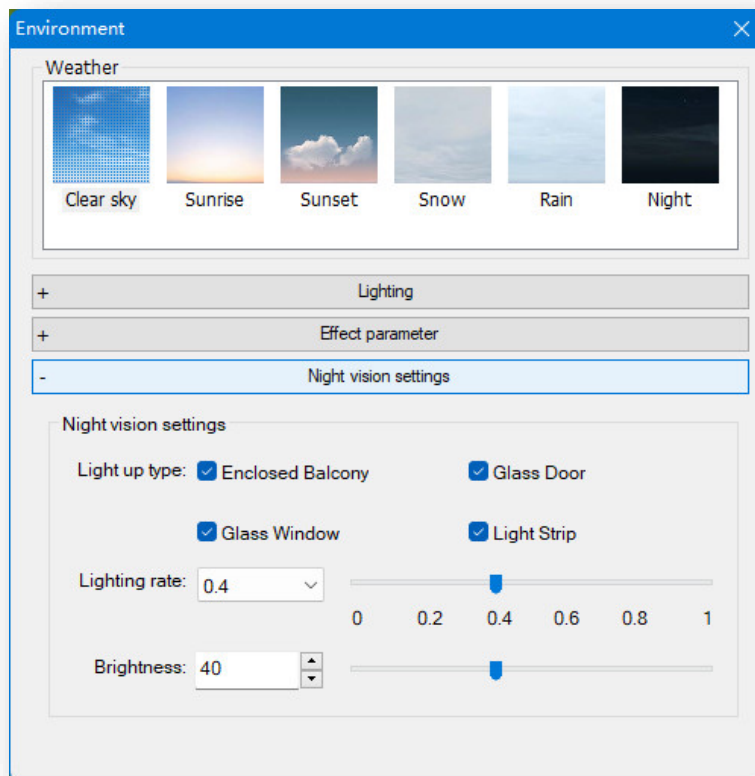 Environment
Weather
Clear sky Sunrise Sunset Snow Rain Night
+ Lighting
+ Effect parameter
- Night vision settings
Night vision settings
Light up type: Enclosed Balcony Glass Door
Glass Window Light Strip
Lighting rate: 0.4
0 0.2 0.4 0.6 0.8 1
Brightness: 40